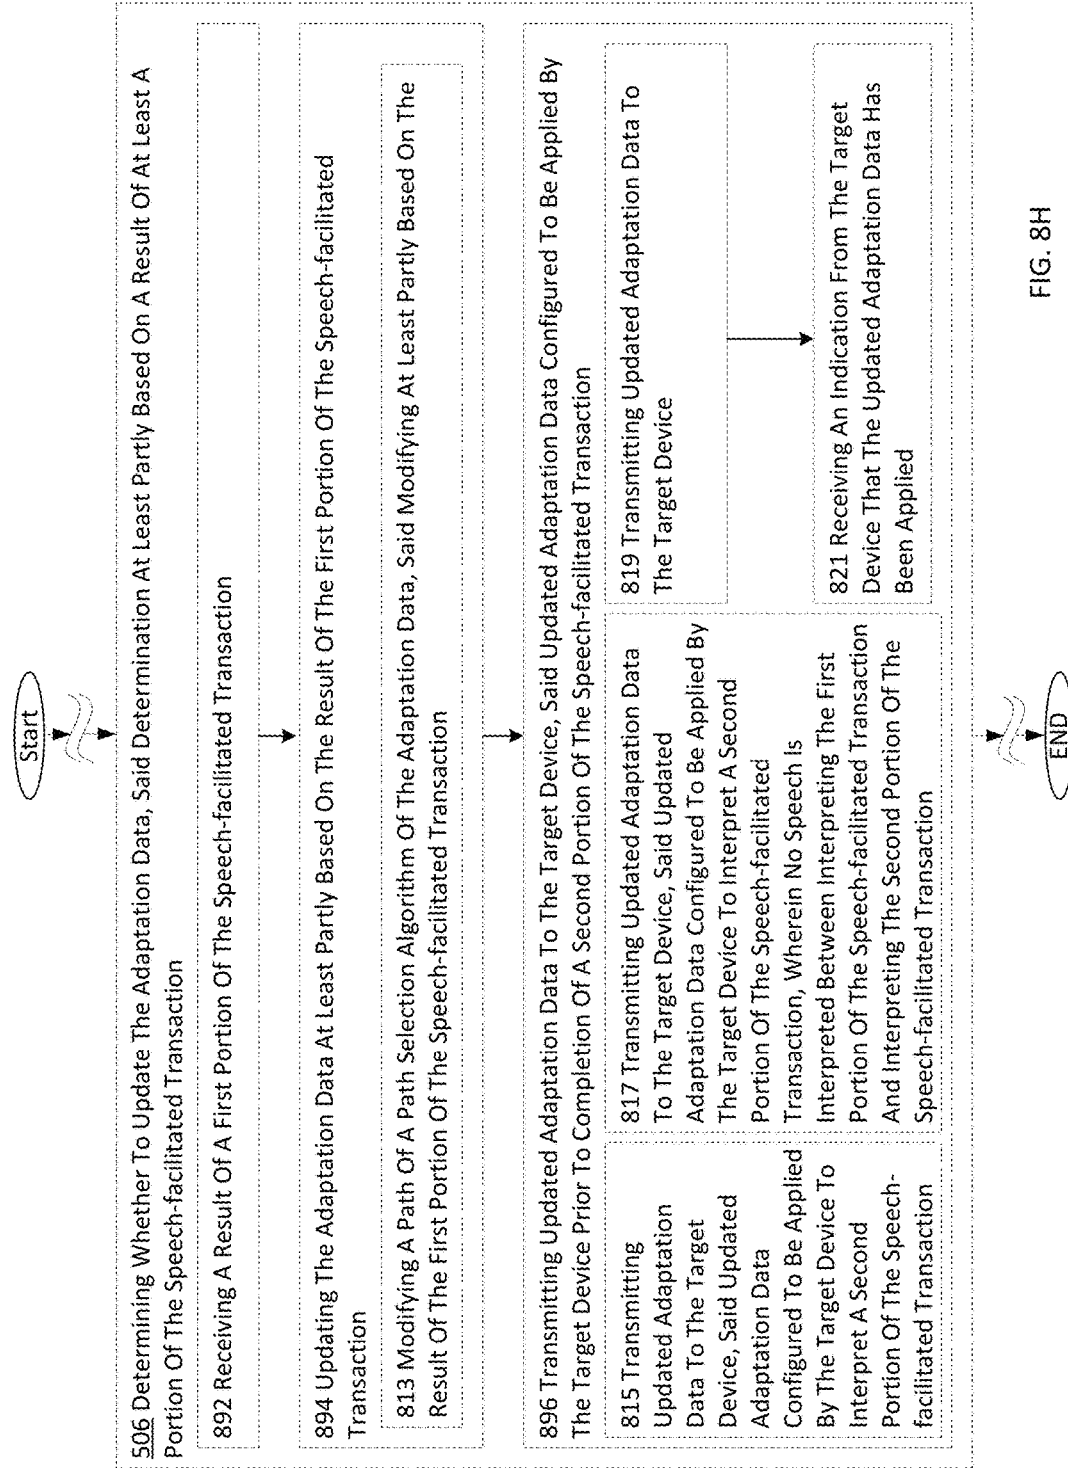 Start
506 Determining Whether To Update The Adaptation Data, Said Determination At Least Partly Based On A Result Of At Least A
Portion Of The Speech-facilitated Transaction
892 Receiving A Result Of A First Portion Of The Speech-facilitated Transaction
894 Updating The Adaptation Data At Least Partly Based On The Result Of The First Portion Of The Speech-facilitated
Transaction
813 Modifying A Path Of A Path Selection Algorithm Of The Adaptation Data, Said Modifying At Least Partly Based On The
Result Of The First Portion Of The Speech-facilitated Transaction
896 Transmitting Updated Adaptation Data To The Target Device, Said Updated Adaptation Data Configured To Be Applied By
The Target Device Prior To Completion Of A Second Portion Of The Speech-facilitated Transaction
815 Transmitting
Updated Adaptation
Data To The Target
Device, Said Updated
Adaptation Data
Configured To Be Applied
By The Target Device To
Interpret A Second
Portion Of The Speech-
facilitated Transaction
817 Transmitting Updated Adaptation Data
To The Target Device, Said Updated
Adaptation Data Configured To Be Applied By
The Target Device To Interpret A Second
Portion Of The Speech-facilitated
Transaction, Wherein No Speech Is
Interpreted Between Interpreting The First
Portion Of The Speech-facilitated Transaction
And Interpreting The Second Portion Of The
Speech-facilitated Transaction
819 Transmitting Updated Adaptation Data To
The Target Device
821 Receiving An Indication From The Target
Device That The Updated Adaptation Data Has
Been Applied
END
FIG. 8H